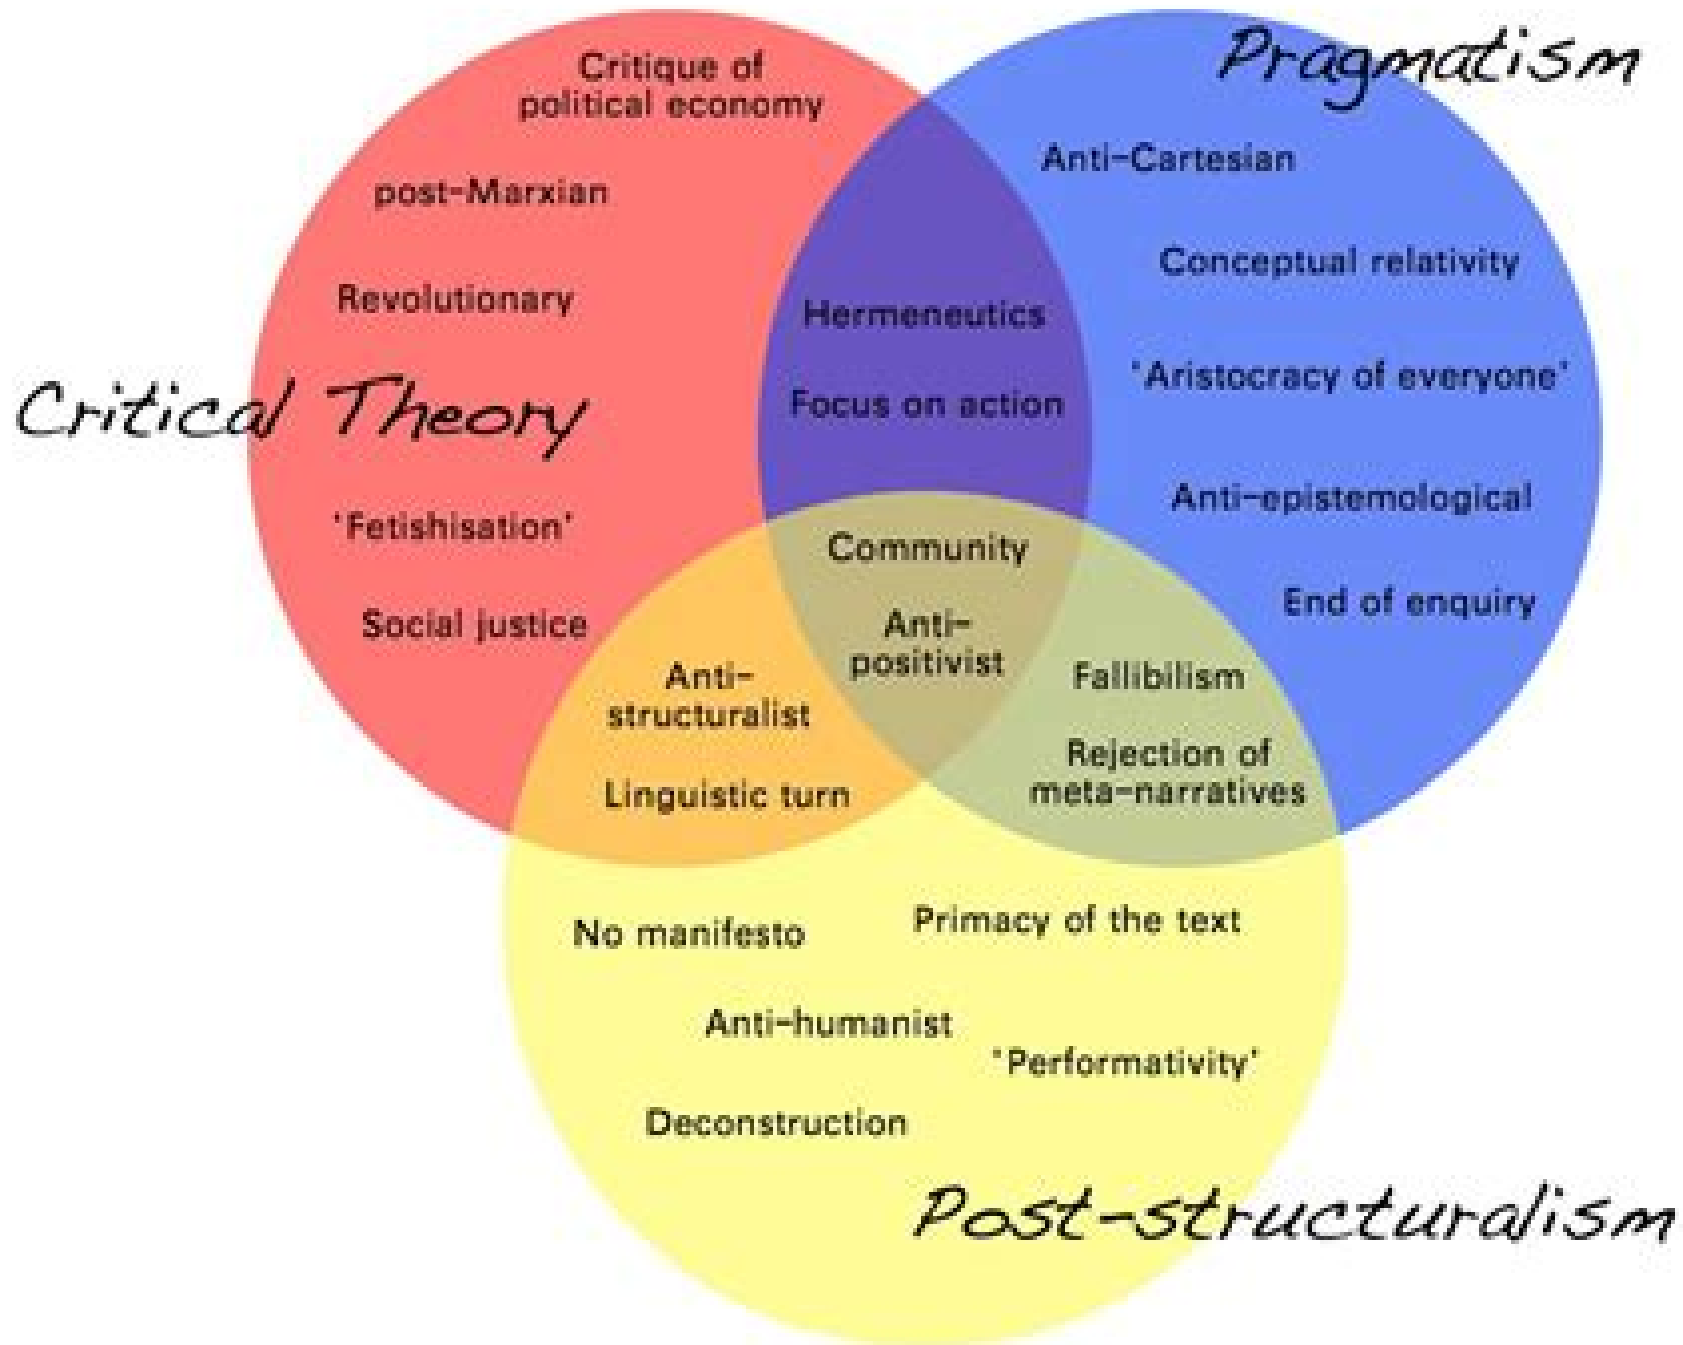 Critique of
political economy
post-Marxian
Revolutionary
Critical Theory
'Fetishisation'
Social justice
Pragmatism
Anti-Cartesian
Conceptual relativity
'Aristocracy of everyone'
Anti-epistemological
End of enquiry
Hermeneutics
Focus on action
Community
Anti-
positivist
Anti-
structuralist
Linguistic turn
Fallibilism
Rejection of
meta-narratives
No manifesto
Primacy of the text
Anti-humanist
'Performativity'
Deconstruction
Post-structuralism